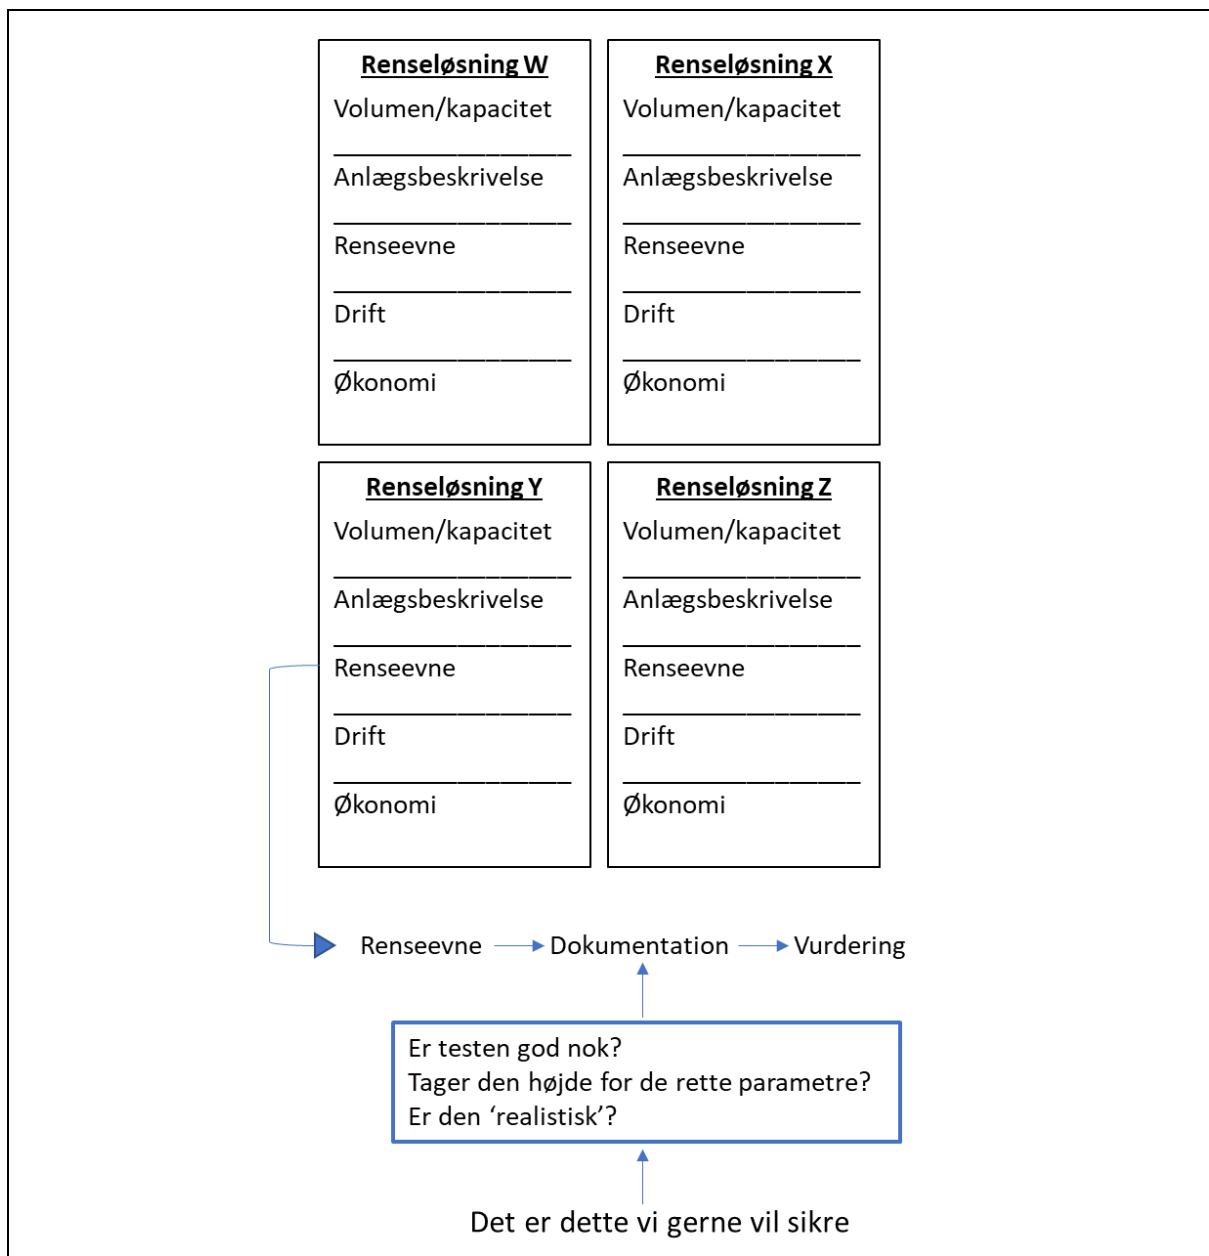 Renseløsning W
Volumen/kapacitet
Anlægsbeskrivelse
Renseevne
Drift
Økonomi
Renseløsning X
Volumen/kapacitet
Anlægsbeskrivelse
Renseevne
Drift
Økonomi
Renseløsning Y
Volumen/kapacitet
Anlægsbeskrivelse
Renseevne
Drift
Økonomi
Renseløsning Z
Volumen/kapacitet
Anlægsbeskrivelse
Renseevne
Drift
Økonomi
Renseevne Dokumentation Vurdering
Er testen god nok?
Tager den højde for de rette parametre?
Er den ‘realistisk’?
Det er dette vi gerne vil sikre